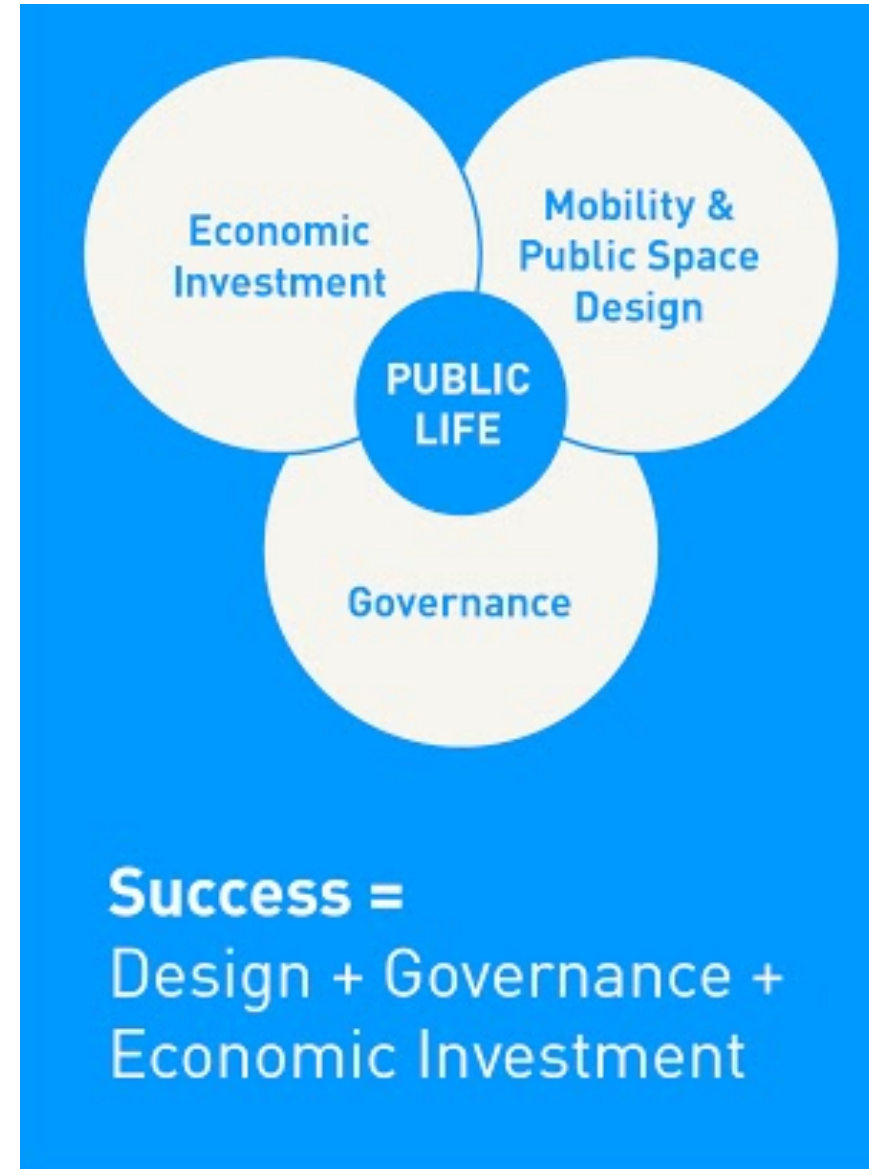 Economic
Investment
Mobility &
Public Space
Design
PUBLIC
LIFE
Governance
Success =
Design + Governance +
Economic Investment